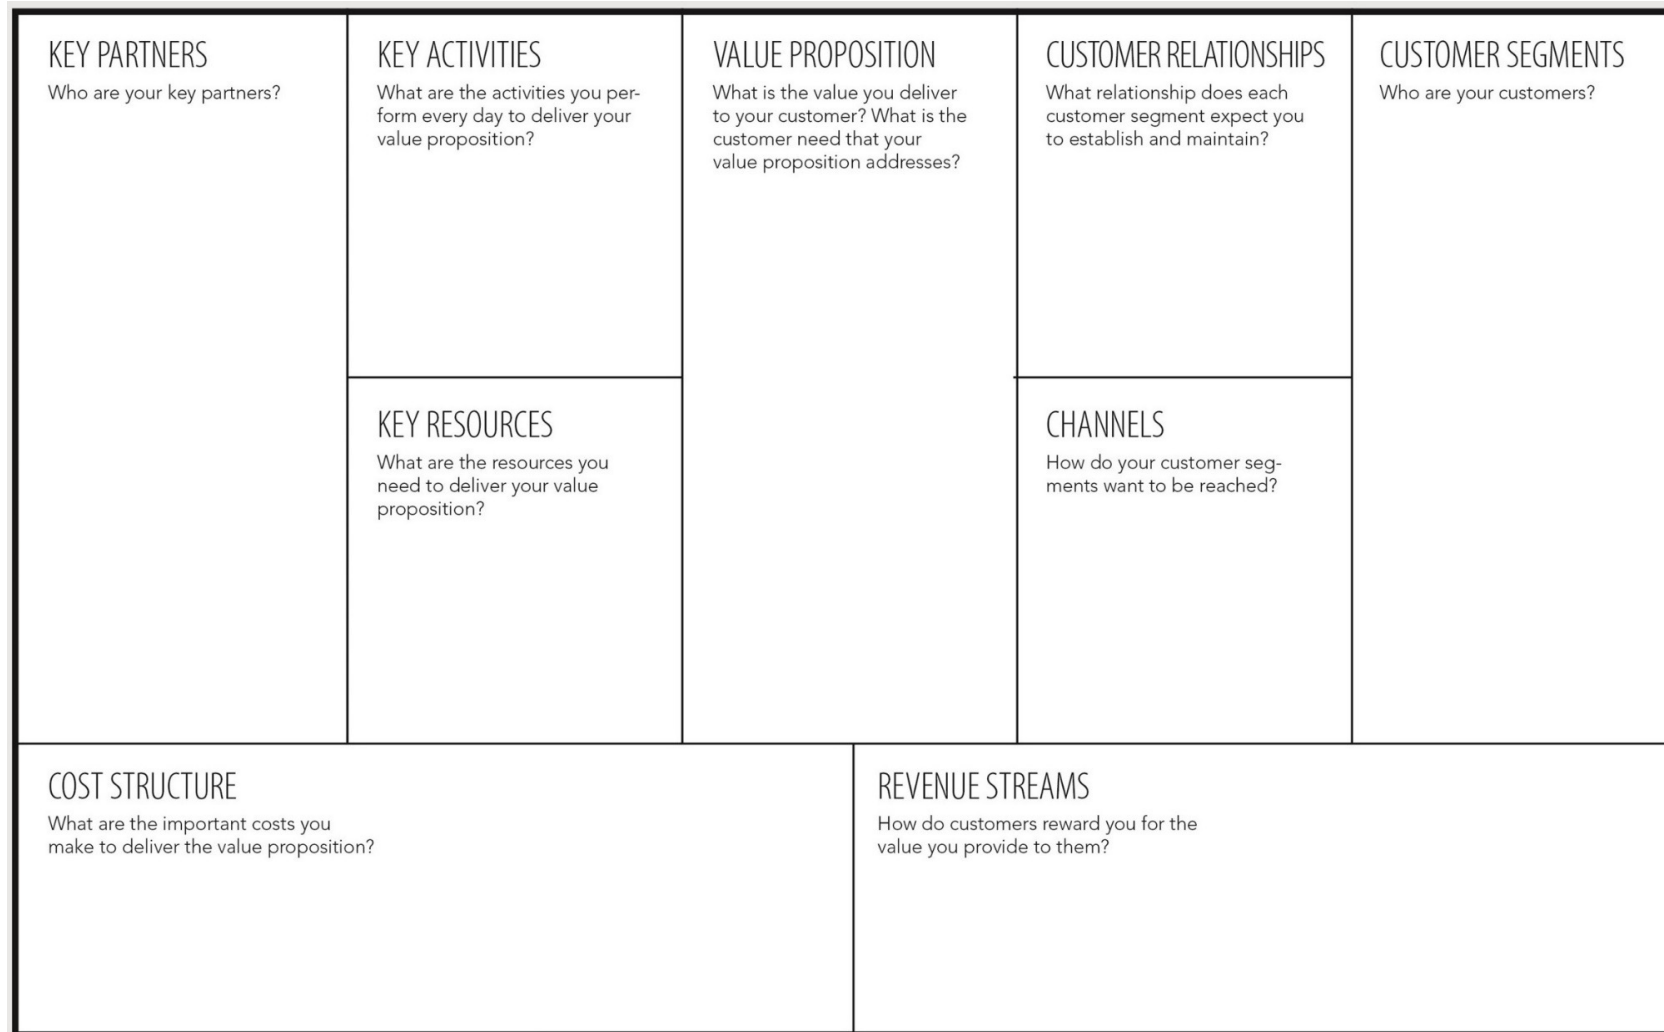 KEY PARTNERS
Who are your key partners?
KEY ACTIVITIES
What are the activities you per-
form every day to deliver your
value proposition?
KEY RESOURCES
What are the resources you
need to deliver your value
proposition?
VALUE PROPOSITION
What is the value you deliver
to your customer? What is the
customer need that your
value proposition addresses?
CUSTOMER RELATIONSHIPS
What relationship does each
customer segment expect you
to establish and maintain?
CHANNELS
How do your customer seg-
ments want to be reached?
CUSTOMER SEGMENTS
Who are your customers?
COST STRUCTURE
What are the important costs you
make to deliver the value proposition?
REVENUE STREAMS
How do customers reward you for the
value you provide to them?